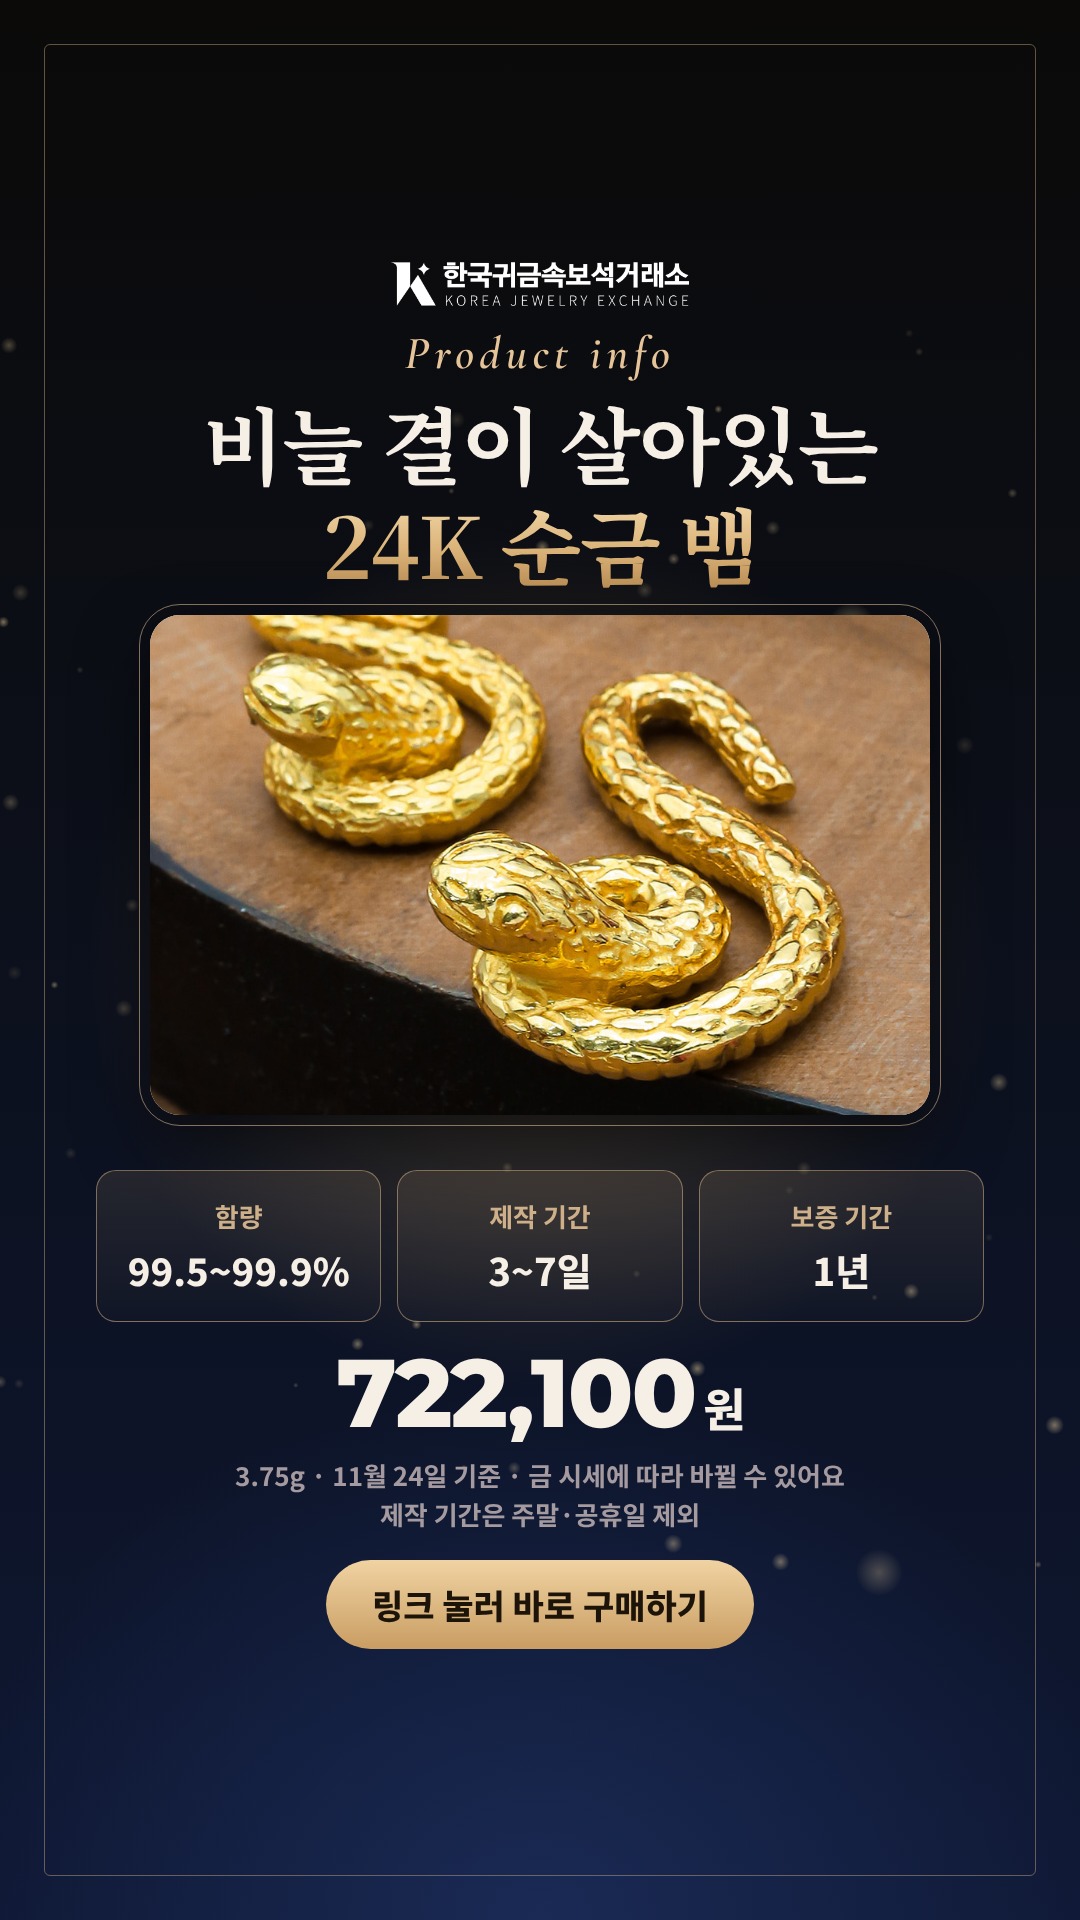 한국귀금속보석거래소
KOREA JEWELRY EXCHANGE
Product info
비늘 결이 살아있는
24K 순금 뱀
함량
99.5~99.9%
제작 기간
3~7일
보증 기간
1년
722,100원
3.75g · 11월 24일 기준 · 금 시세에 따라 바뀔 수 있어요
제작 기간은 주말·공휴일 제외
링크 눌러 바로 구매하기